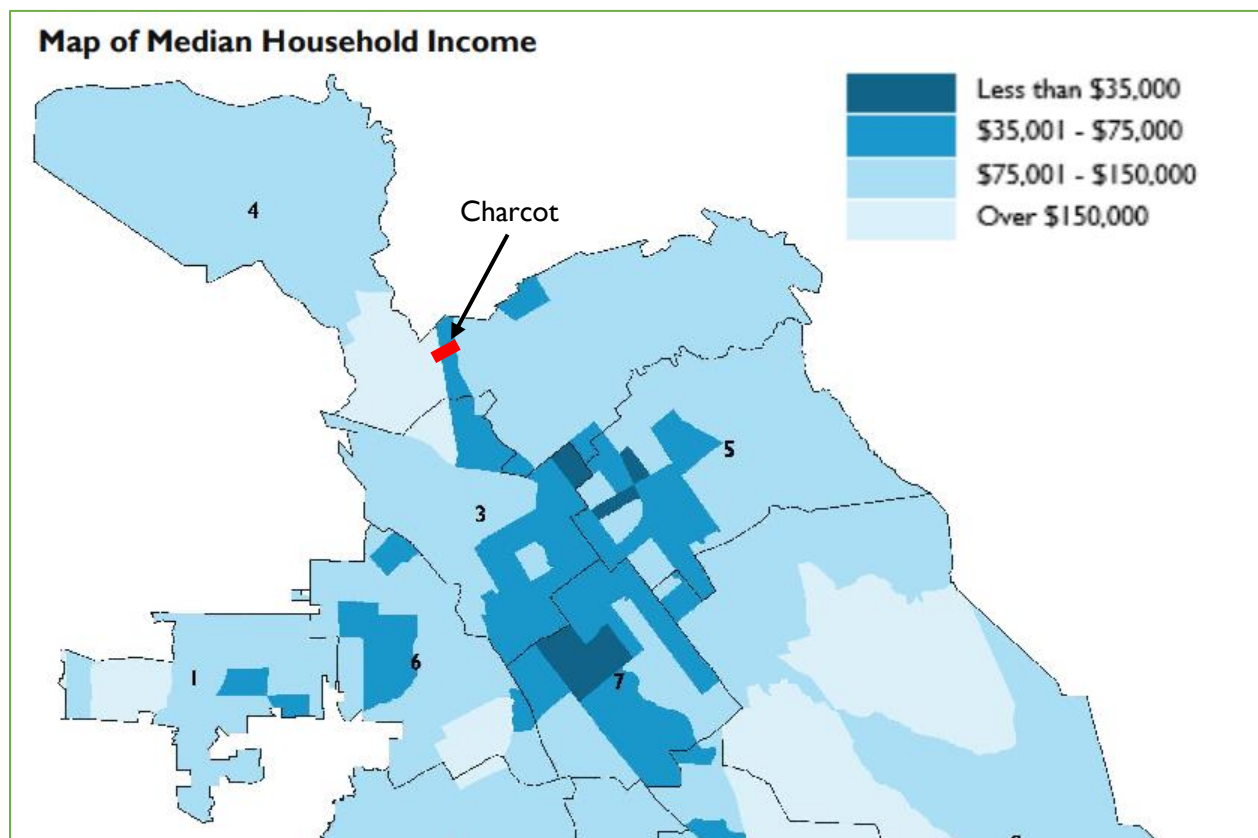 Map of Median Household Income
Less than $35,000
$35,001 - $75,000
$75,001 - $150,000
Over $150,000
4
Charcot
5
3
6
1
7